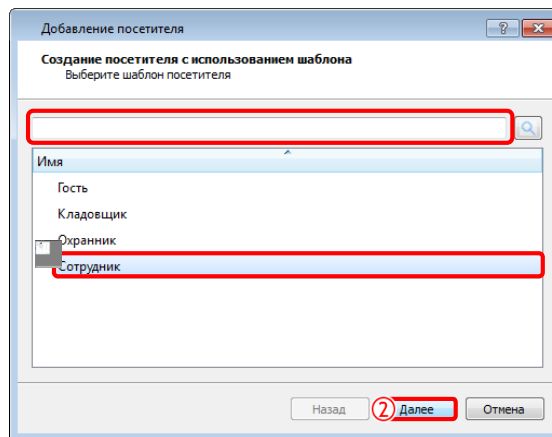 Добавление посетителя
Создание посетителя с использованием шаблона
Выберите шаблон посетителя
Имя
Гость
Кладовщик
Охранник
Сотрудник
Назад 2 Далее Отмена